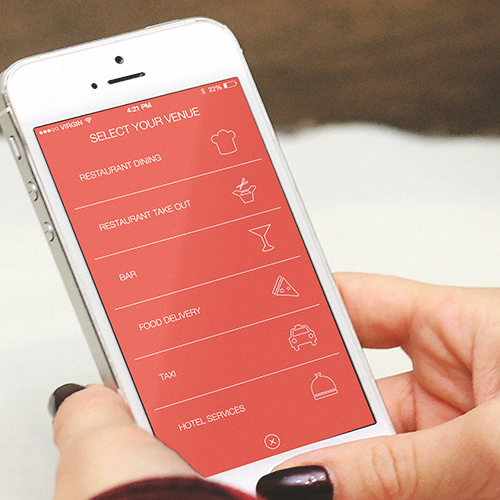 VIRGIN 4:21 PM 22%
SELECT YOUR VENUE
RESTAURANT DINING
RESTAURANT TAKE OUT
BAR
FOOD DELIVERY
TAXI
HOTEL SERVICES